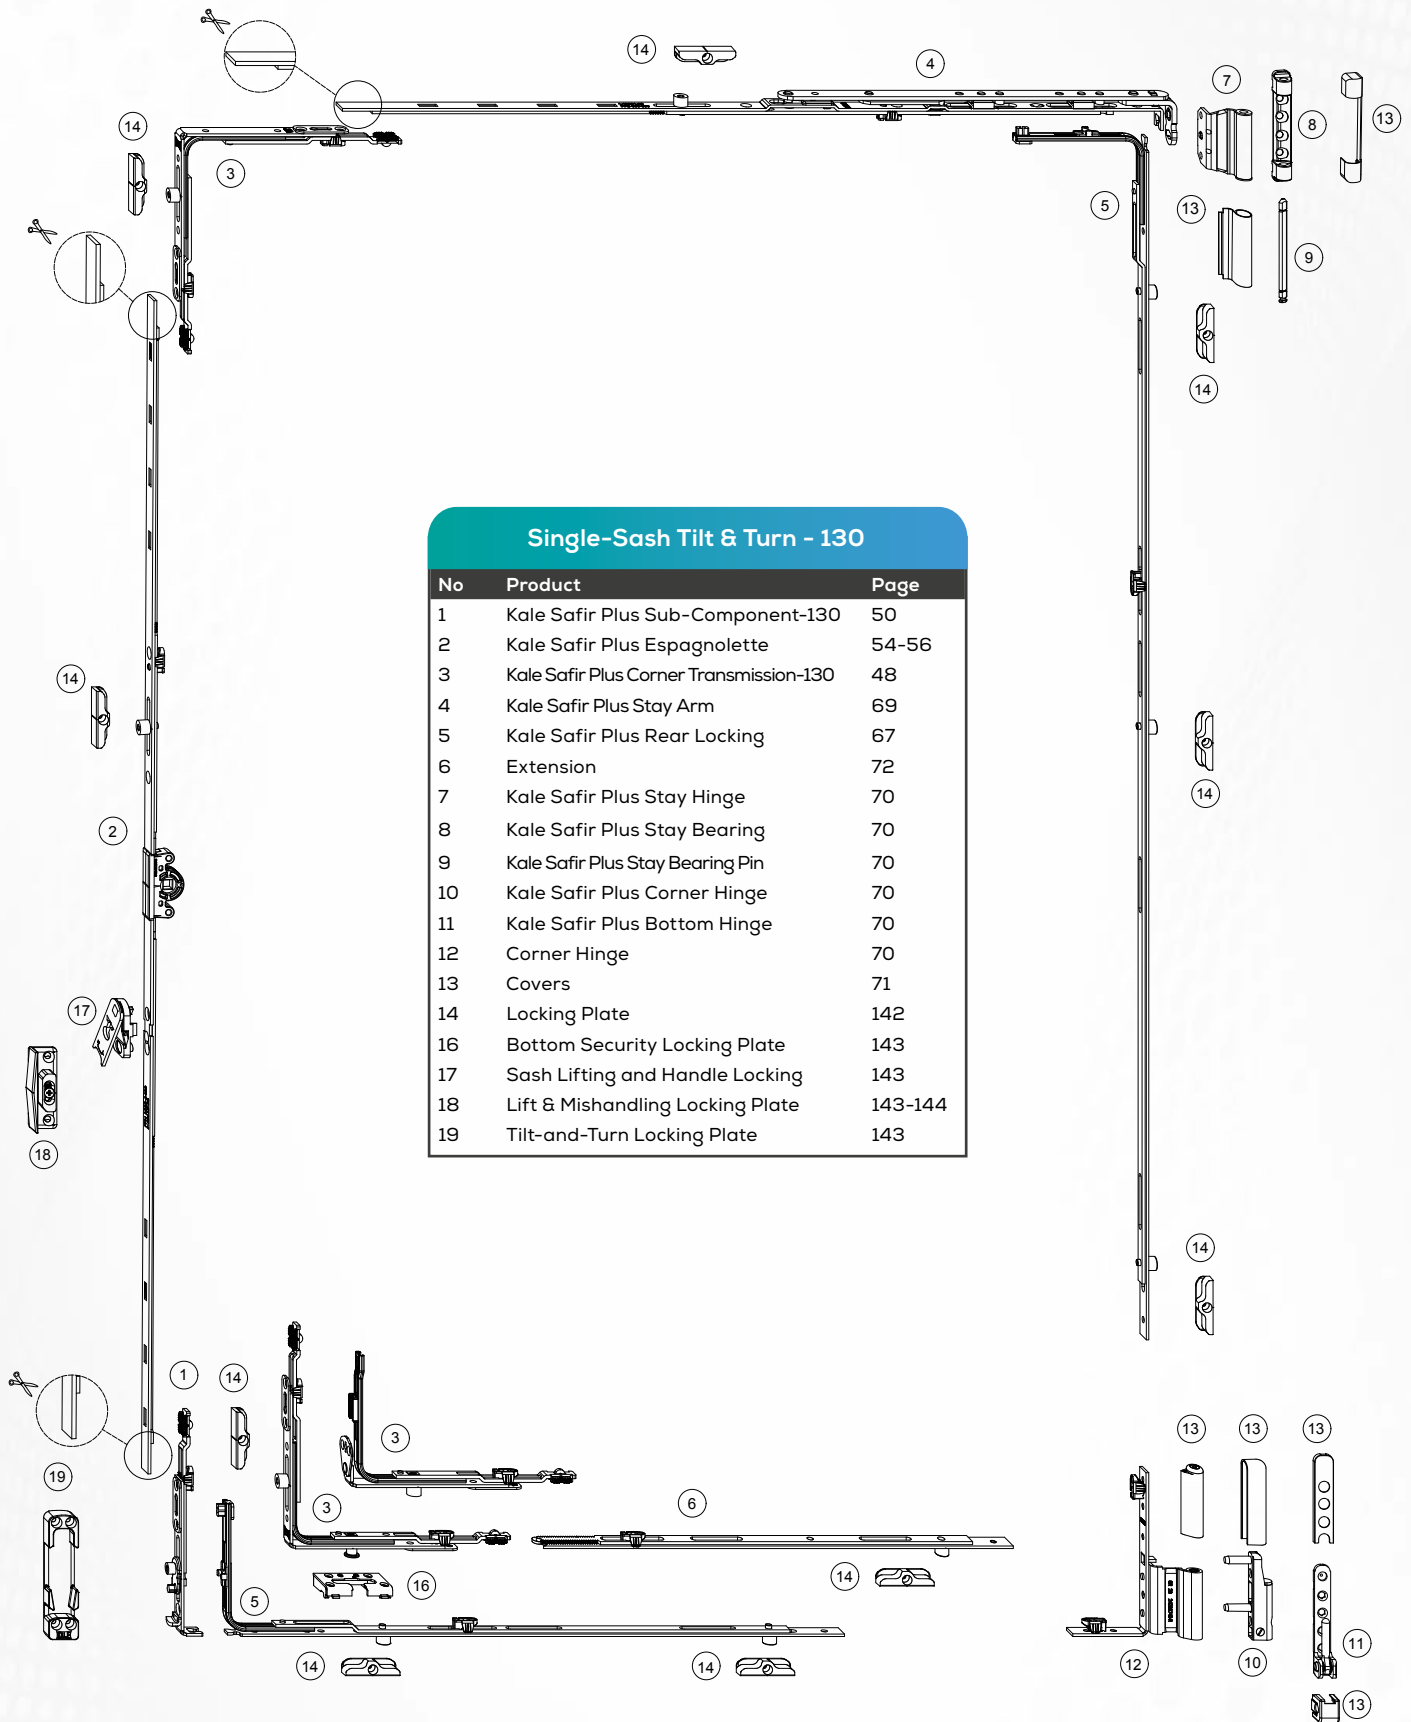 14
4
7
8
13
14
3
5
13
9
14
Single-Sash Tilt & Turn - 130
No Product Page
1 Kale Safir Plus Sub-Component-130 50
2 Kale Safir Plus Espagnolette 54-56
3 Kale Safir Plus Corner Transmission-130 48
4 Kale Safir Plus Stay Arm 69
5 Kale Safir Plus Rear Locking 67
6 Extension 72
7 Kale Safir Plus Stay Hinge 70
8 Kale Safir Plus Stay Bearing 70
9 Kale Safir Plus Stay Bearing Pin 70
10 Kale Safir Plus Corner Hinge 70
11 Kale Safir Plus Bottom Hinge 70
12 Corner Hinge 70
13 Covers 71
14 Locking Plate 142
16 Bottom Security Locking Plate 143
17 Sash Lifting and Handle Locking 143
18 Lift & Mishandling Locking Plate 143-144
19 Tilt-and-Turn Locking Plate 143
14
14
2
17
18
14
1
14
3
13
13
13
19
3
6
14
16
5
14
14
12
10
11
13